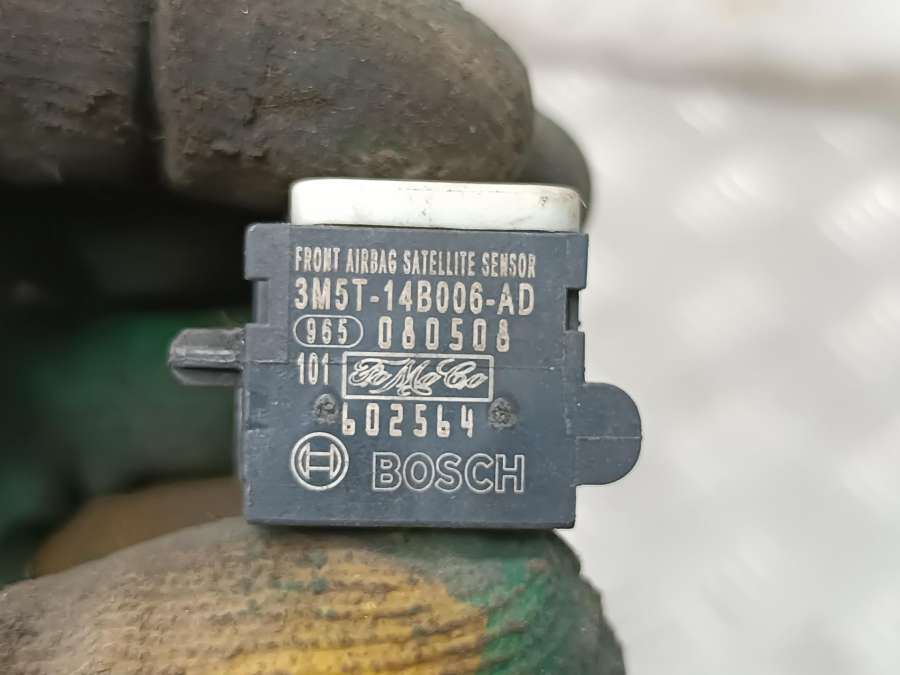 FRONT AIRBAG SATELLITE SENSOR
3M5T-14B006-AD
965 080508
101 FoMoCo
602564
BOSCH